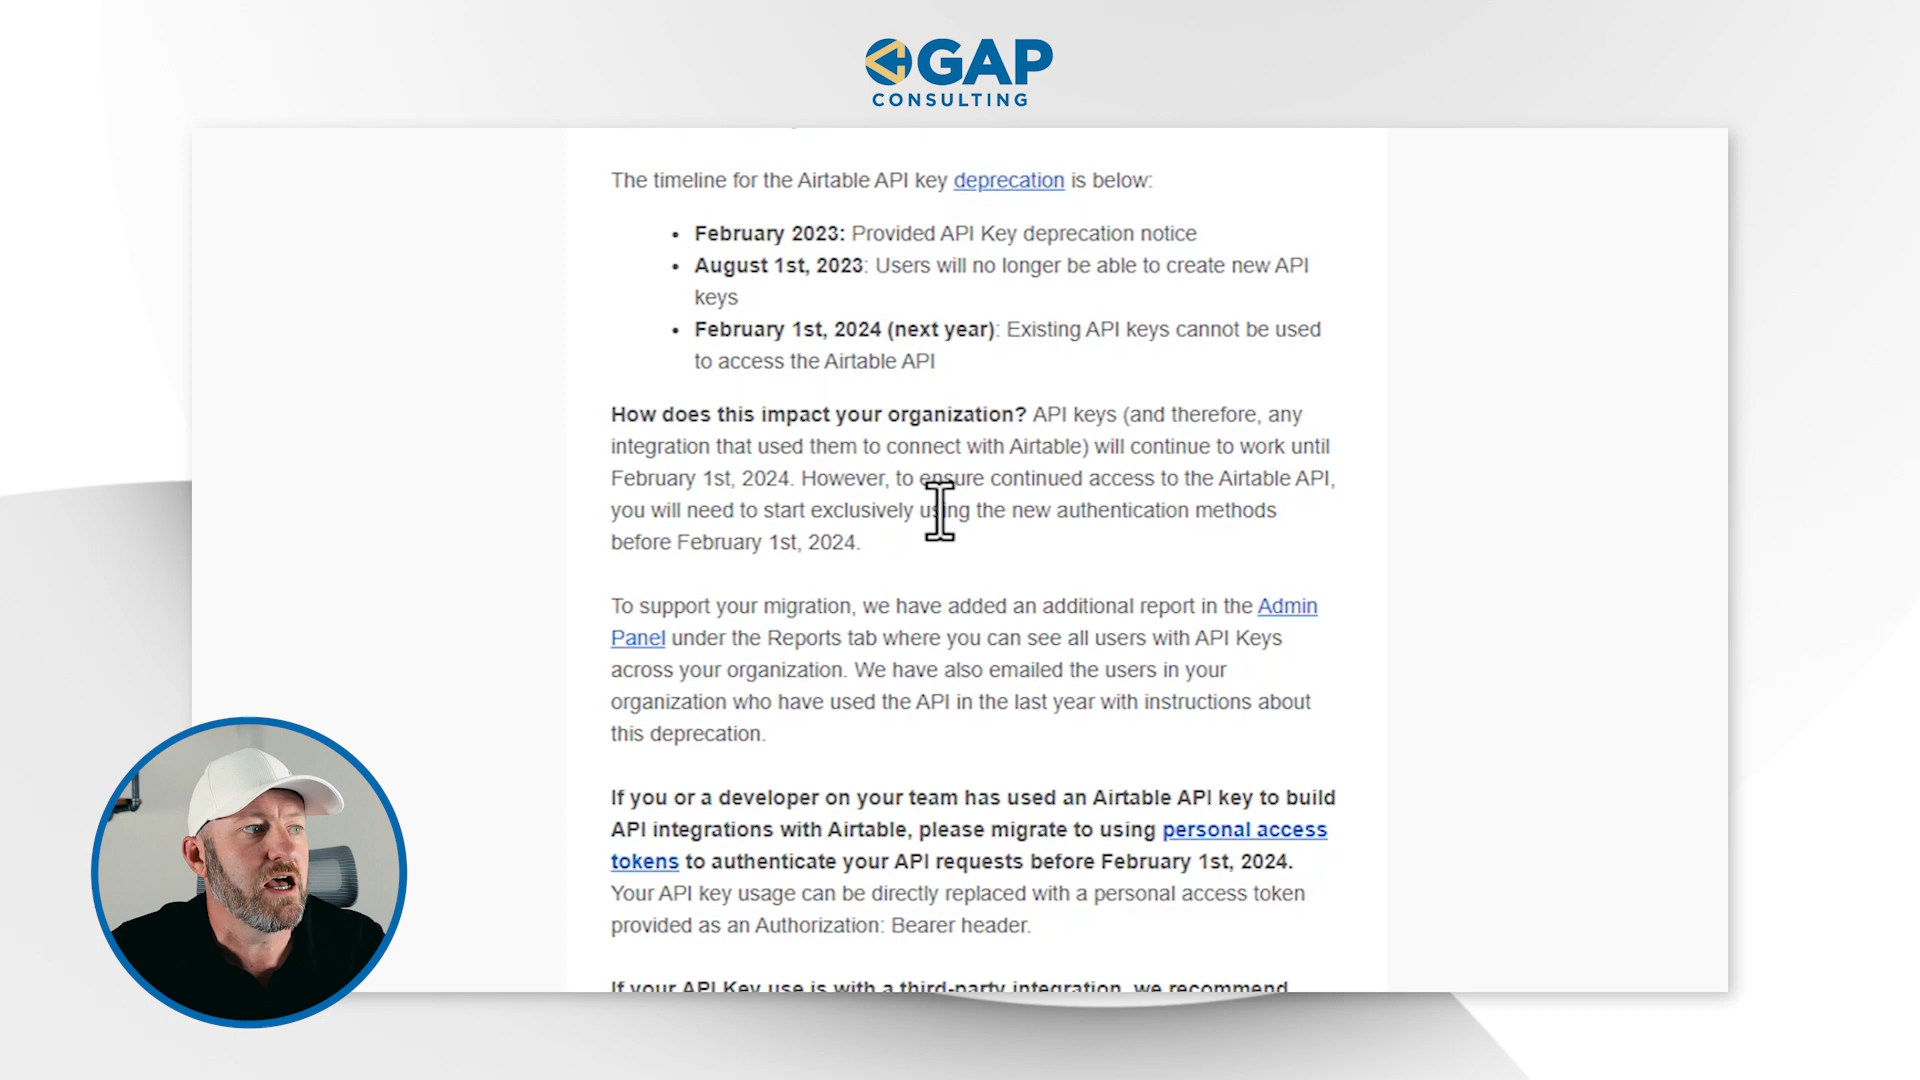 GAP
CONSULTING
The timeline for the Airtable API key deprecation is below:
• February 2023: Provided API Key deprecation notice
• August 1st, 2023: Users will no longer be able to create new API
keys
• February 1st, 2024 (next year): Existing API keys cannot be used
to access the Airtable API
How does this impact your organization? API keys (and therefore, any
integration that used them to connect with Airtable) will continue to work until
February 1st, 2024. However, to ensure continued access to the Airtable API,
you will need to start exclusively using the new authentication methods
before February 1st, 2024.
To support your migration, we have added an additional report in the Admin
Panel under the Reports tab where you can see all users with API Keys
across your organization. We have also emailed the users in your
organization who have used the API in the last year with instructions about
this deprecation.
If you or a developer on your team has used an Airtable API key to build
API integrations with Airtable, please migrate to using personal access
tokens to authenticate your API requests before February 1st, 2024.
Your API key usage can be directly replaced with a personal access token
provided as an Authorization: Bearer header.
If your API Key use is with a third-party integration, we recommend